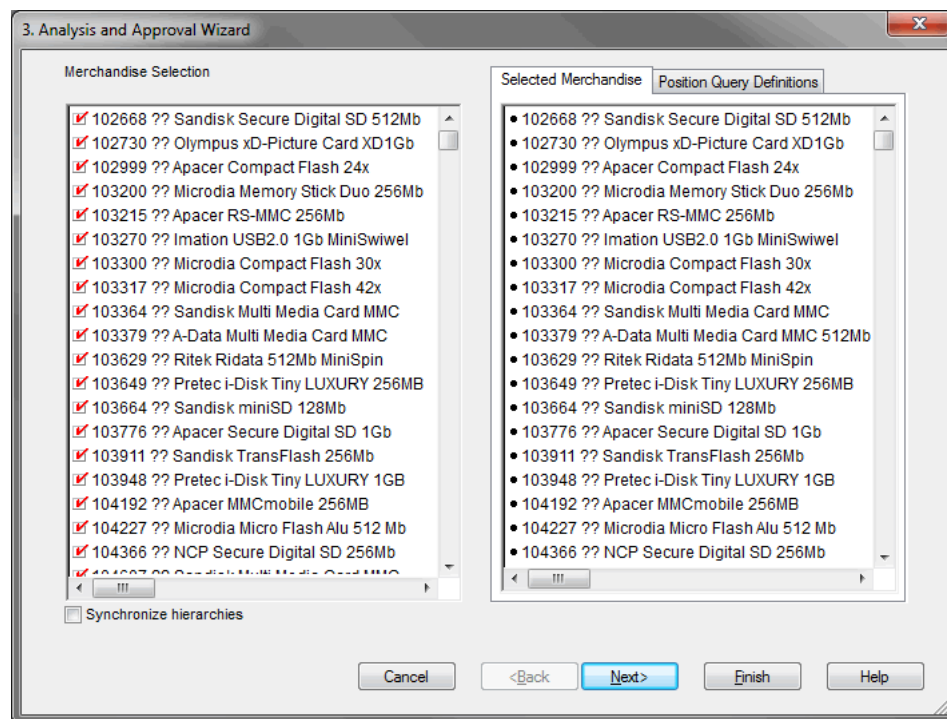 3. Analysis and Approval Wizard
Merchandise Selection
102668 ?? Sandisk Secure Digital SD 512Mb
102730 ?? Olympus xD-Picture Card XD1Gb
102999 ?? Apacer Compact Flash 24x
103200 ?? Microdia Memory Stick Duo 256Mb
103215 ?? Apacer RS-MMC 256Mb
103270 ?? Imation USB2.0 1Gb MiniSwiwel
103300 ?? Microdia Compact Flash 30x
103317 ?? Microdia Compact Flash 42x
103364 ?? Sandisk Multi Media Card MMC
103379 ?? A-Data Multi Media Card MMC
103629 ?? Ritek Ridata 512Mb MiniSpin
103649 ?? Pretec i-Disk Tiny LUXURY 256MB
103664 ?? Sandisk miniSD 128Mb
103776 ?? Apacer Secure Digital SD 1Gb
103911 ?? Sandisk TransFlash 256Mb
103948 ?? Pretec i-Disk Tiny LUXURY 1GB
104192 ?? Apacer MMCmobile 256MB
104227 ?? Microdia Micro Flash Alu 512 Mb
104366 ?? NCP Secure Digital SD 256Mb
?? Sandisk Multi Media Card MMC
Synchronize hierarchies
Selected Merchandise
Position Query Definitions
102668 ?? Sandisk Secure Digital SD 512Mb
102730 ?? Olympus xD-Picture Card XD1Gb
102999 ?? Apacer Compact Flash 24x
103200 ?? Microdia Memory Stick Duo 256Mb
103215 ?? Apacer RS-MMC 256Mb
103270 ?? Imation USB2.0 1Gb MiniSwiwel
103300 ?? Microdia Compact Flash 30x
103317 ?? Microdia Compact Flash 42x
103364 ?? Sandisk Multi Media Card MMC
103379 ?? A-Data Multi Media Card MMC 512Mb
103629 ?? Ritek Ridata 512Mb MiniSpin
103649 ?? Pretec i-Disk Tiny LUXURY 256MB
103664 ?? Sandisk miniSD 128Mb
103776 ?? Apacer Secure Digital SD 1Gb
103911 ?? Sandisk TransFlash 256Mb
103948 ?? Pretec i-Disk Tiny LUXURY 1GB
104192 ?? Apacer MMCmobile 256MB
104227 ?? Microdia Micro Flash Alu 512 Mb
104366 ?? NCP Secure Digital SD 256Mb
Cancel
<Back
Next>
Finish
Help